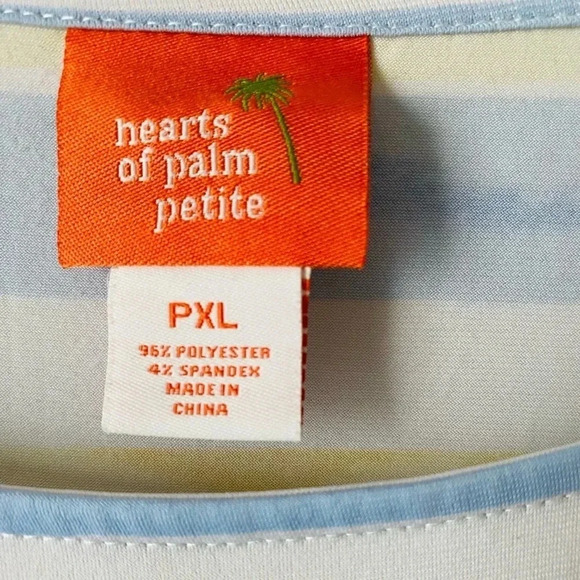 hearts
of palm
petite
PXL
96% POLYESTER
4% SPANDEX
MADE IN
CHINA